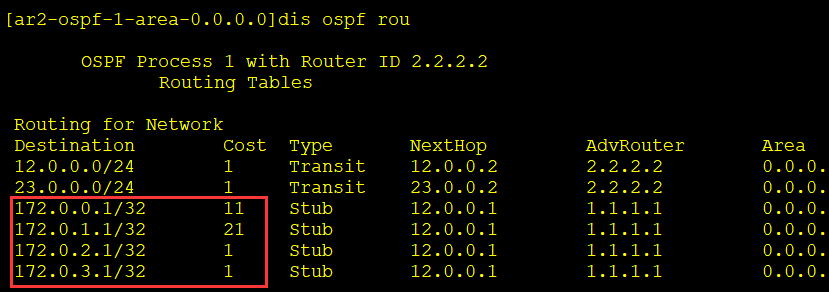 [ar2-ospf-1-area-0.0.0.0]dis ospf rou
OSPF Process 1 with Router ID 2.2.2.2
Routing Tables
Routing for Network
Destination Cost Type NextHop AdvRouter Area
12.0.0.0/24 1 Transit 12.0.0.2 2.2.2.2 0.0.0.
23.0.0.0/24 1 Transit 23.0.0.2 2.2.2.2 0.0.0.
172.0.0.1/32 11 Stub 12.0.0.1 1.1.1.1 0.0.0.
172.0.1.1/32 21 Stub 12.0.0.1 1.1.1.1 0.0.0.
172.0.2.1/32 1 Stub 12.0.0.1 1.1.1.1 0.0.0.
172.0.3.1/32 1 Stub 12.0.0.1 1.1.1.1 0.0.0.